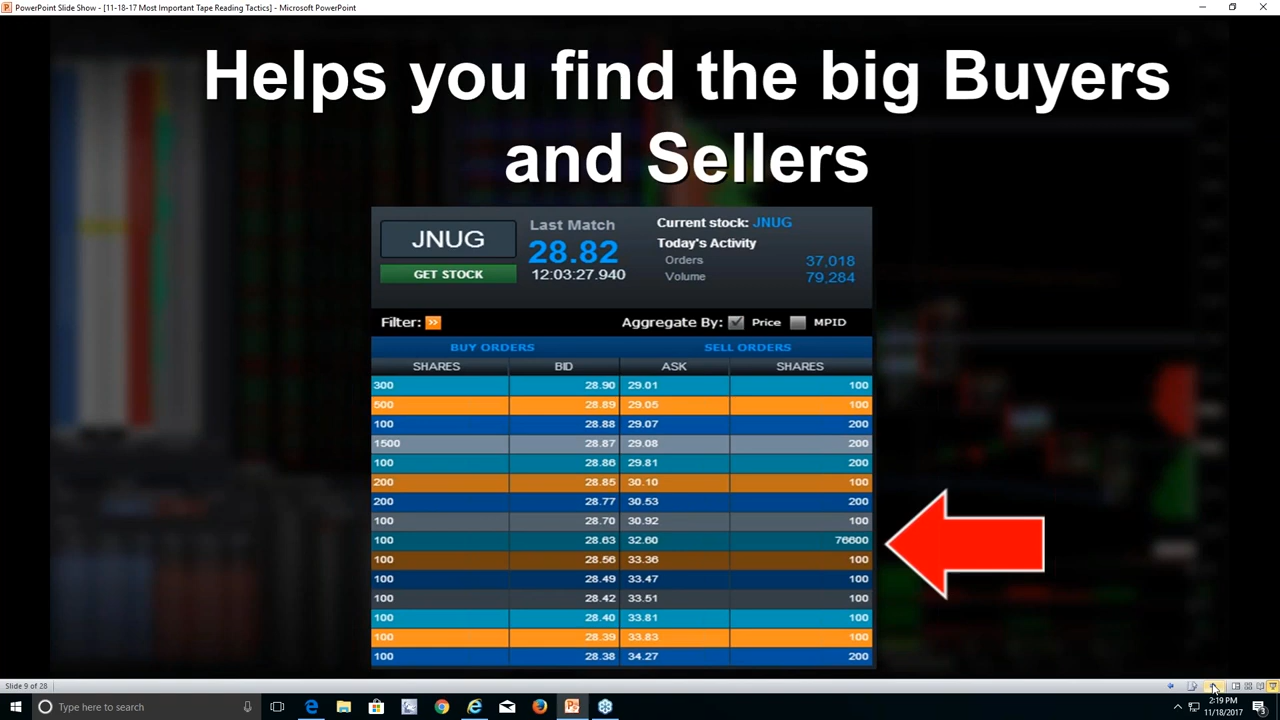 PowerPoint Slide Show - [11-18-17 Most Important Tape Reading Tactics] - Microsoft PowerPoint
Helps you find the big Buyers
and Sellers
JNUG
GET STOCK
Last Match
28.82
12:03:27.940
Current stock: JNUG
Today's Activity
Orders 37,018
Volume 79,284
Filter: >> Aggregate By: Price MPID
BUY ORDERS SELL ORDERS
SHARES BID ASK SHARES
300 28.90 29.01 100
500 28.89 29.05 100
100 28.88 29.07 200
1500 28.87 29.08 200
100 28.86 29.81 200
200 28.85 30.10 100
200 28.77 30.53 200
100 28.70 30.92 100
100 28.63 32.60 76600
100 28.56 33.36 100
100 28.49 33.47 100
100 28.42 33.51 100
100 28.40 33.81 100
100 28.39 33.83 100
100 28.38 34.27 200
Slide 9 of 28
Type here to search
2:19 PM
11/18/2017
3